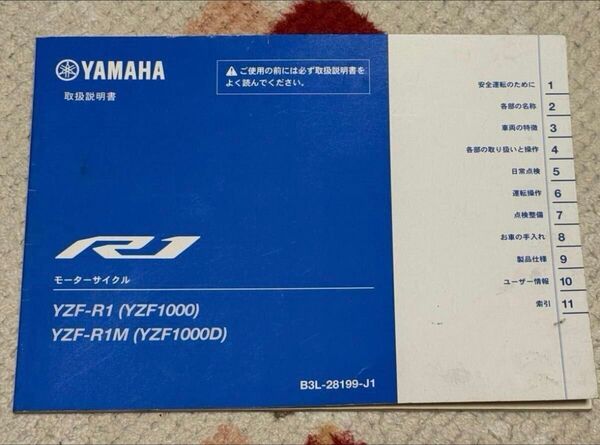 YAMAHA
取扱説明書
⚠ご使用の前には必ず取扱説明書を
よく読んでください。
R1
モーターサイクル
YZF-R1 (YZF1000)
YZF-R1M (YZF1000D)
B3L-28199-J1
安全運転のために 1
各部の名称 2
車両の特徴 3
各部の取り扱いと操作 4
日常点検 5
運転操作 6
点検整備 7
お車の手入れ 8
製品仕様 9
ユーザー情報 10
索引 11